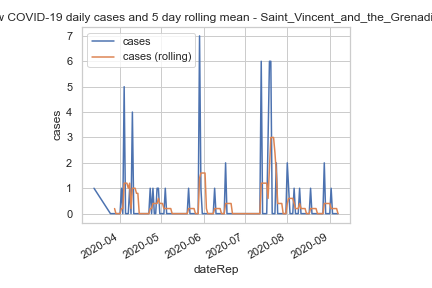 COVID-19 daily cases and 5 day rolling mean - Saint_Vincent_and_the_Grenadi
cases
cases (rolling)
7
6
5
4
3
2
1
0
cases
2020-04
2020-05
2020-06
2020-07
2020-08
2020-09
dateRep